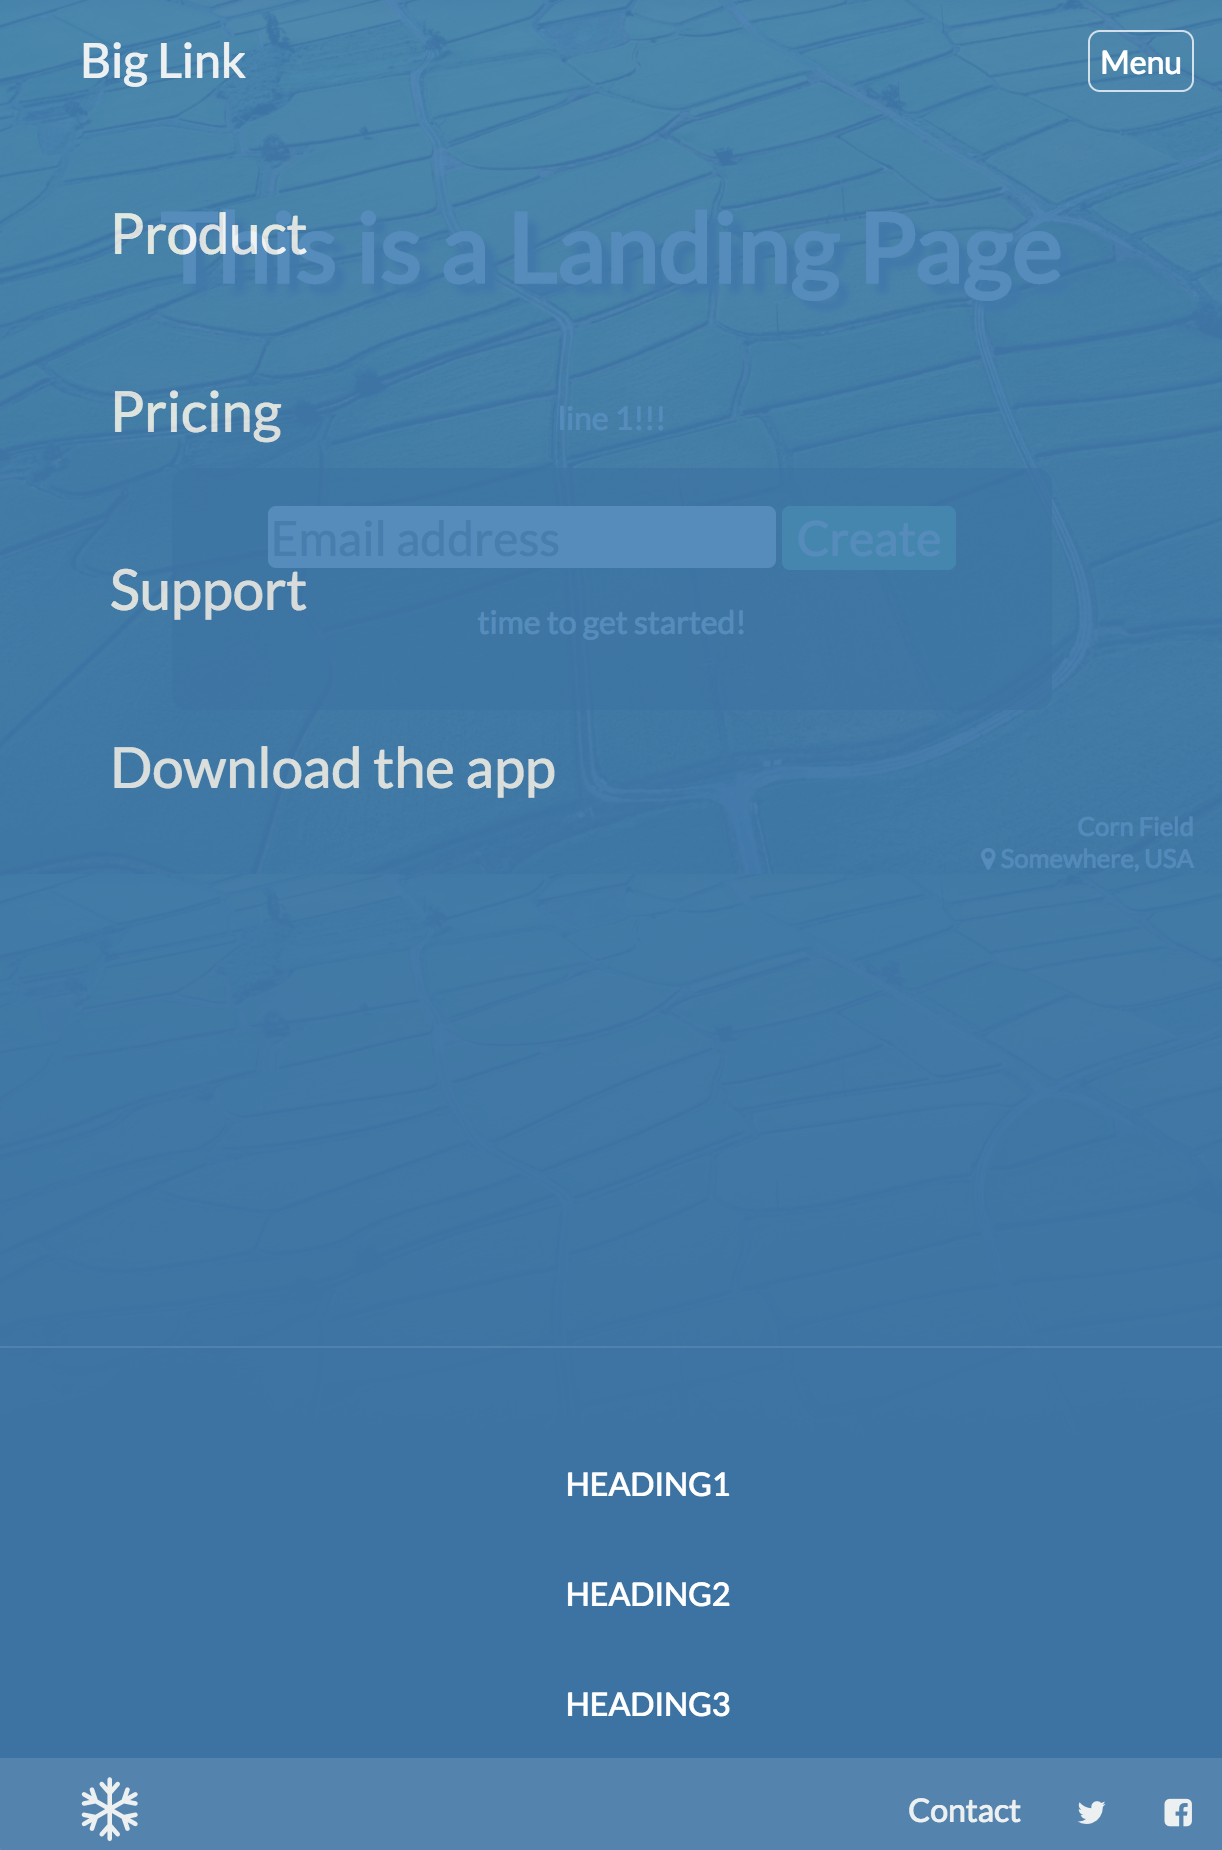 Big Link
Menu
Product
This is a Landing Page
Pricing
line 1!!!
Email address
Create
Support
time to get started!
Download the app
Corn Field
Somewhere, USA
HEADING1
HEADING2
HEADING3
Contact